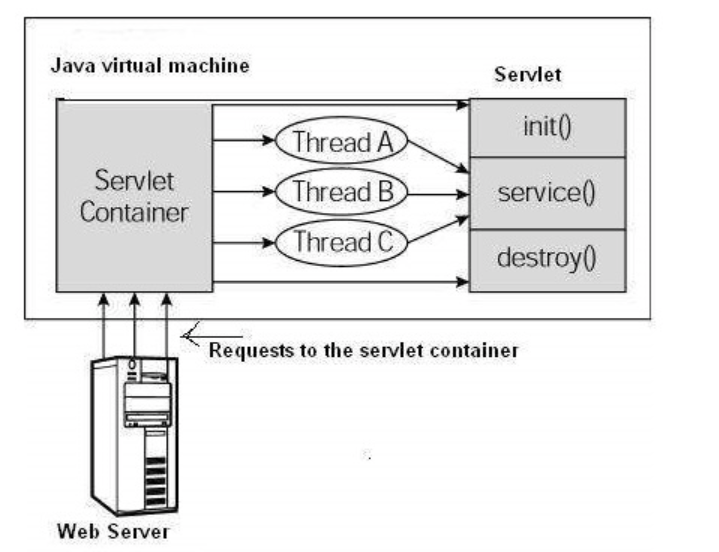 Java virtual machine
Servlet
Servlet
Container
Thread A
Thread B
Thread C
init()
service()
destroy()
Requests to the servlet container
Web Server